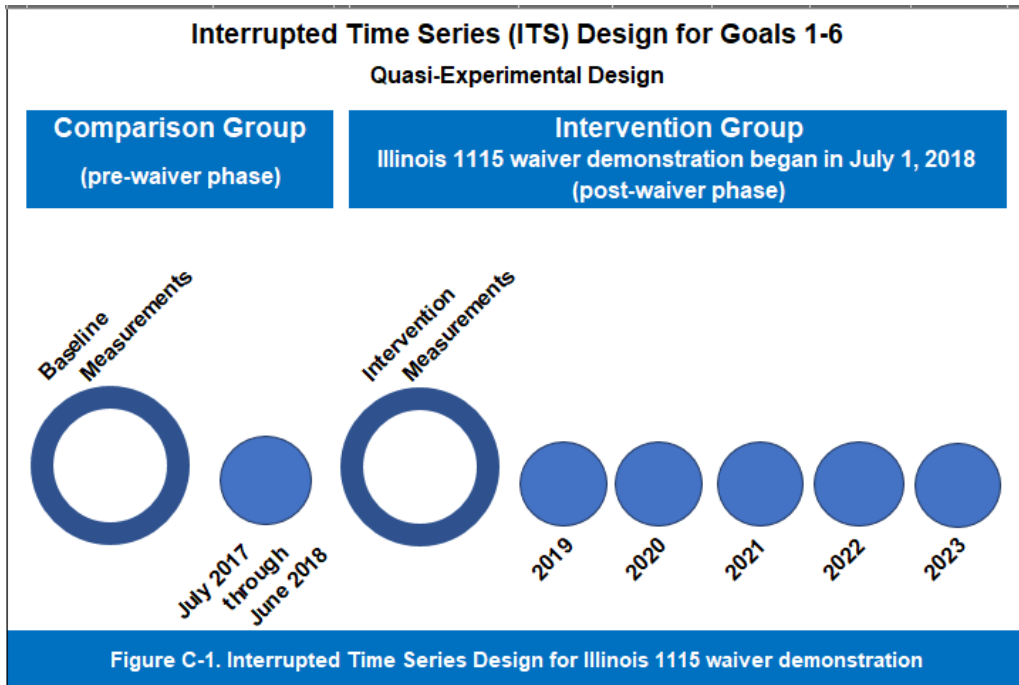 Interrupted Time Series (ITS) Design for Goals 1-6
Quasi-Experimental Design
Comparison Group
(pre-waiver phase)
Intervention Group
Illinois 1115 waiver demonstration began in July 1, 2018
(post-waiver phase)
Baseline
Measurements
Intervention
Measurements
July 2017
through
June 2018
2019
2020
2021
2022
2023
Figure C-1. Interrupted Time Series Design for Illinois 1115 waiver demonstration